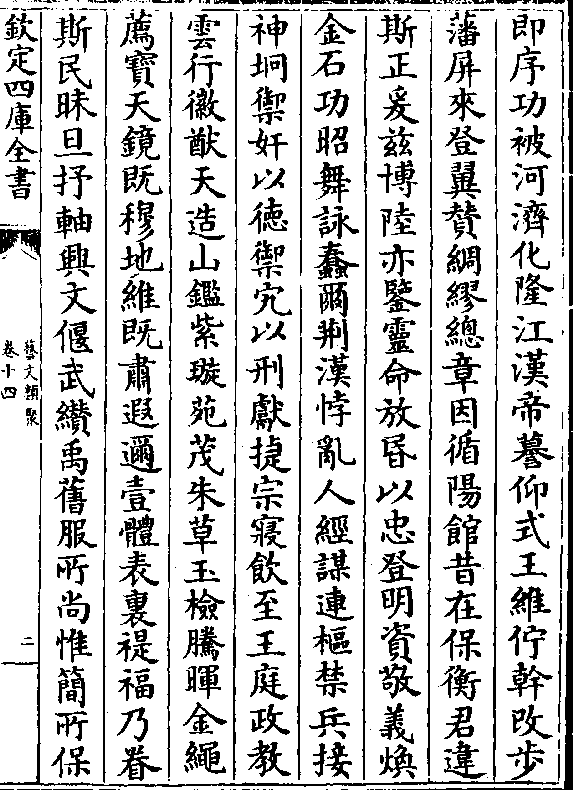 即序功被河濟化隆江漢帝謩仰式王維佇幹改步
藩屏來登翼賛綢繆總章因循陽館昔在保衡君違
斯正爰兹博陸亦鑒靈命放昏以忠登明資敬義煥
金石功昭舞詠蠢爾荆漢悖亂人經謀連樞禁兵接
神坰禦奸以徳禦宄以刑獻捷宗寢飲至王庭政教
雲行徽猷天造山鑑紫璇苑茂朱草玉檢騰暉金繩
薦寳天鏡既穆地維既肅遐邇壹體表裏禔福乃眷
斯民昧旦抒軸興文偃武纘禹舊服所尚惟簡所保
欽定四庫全書
藝文類聚
卷十四
二